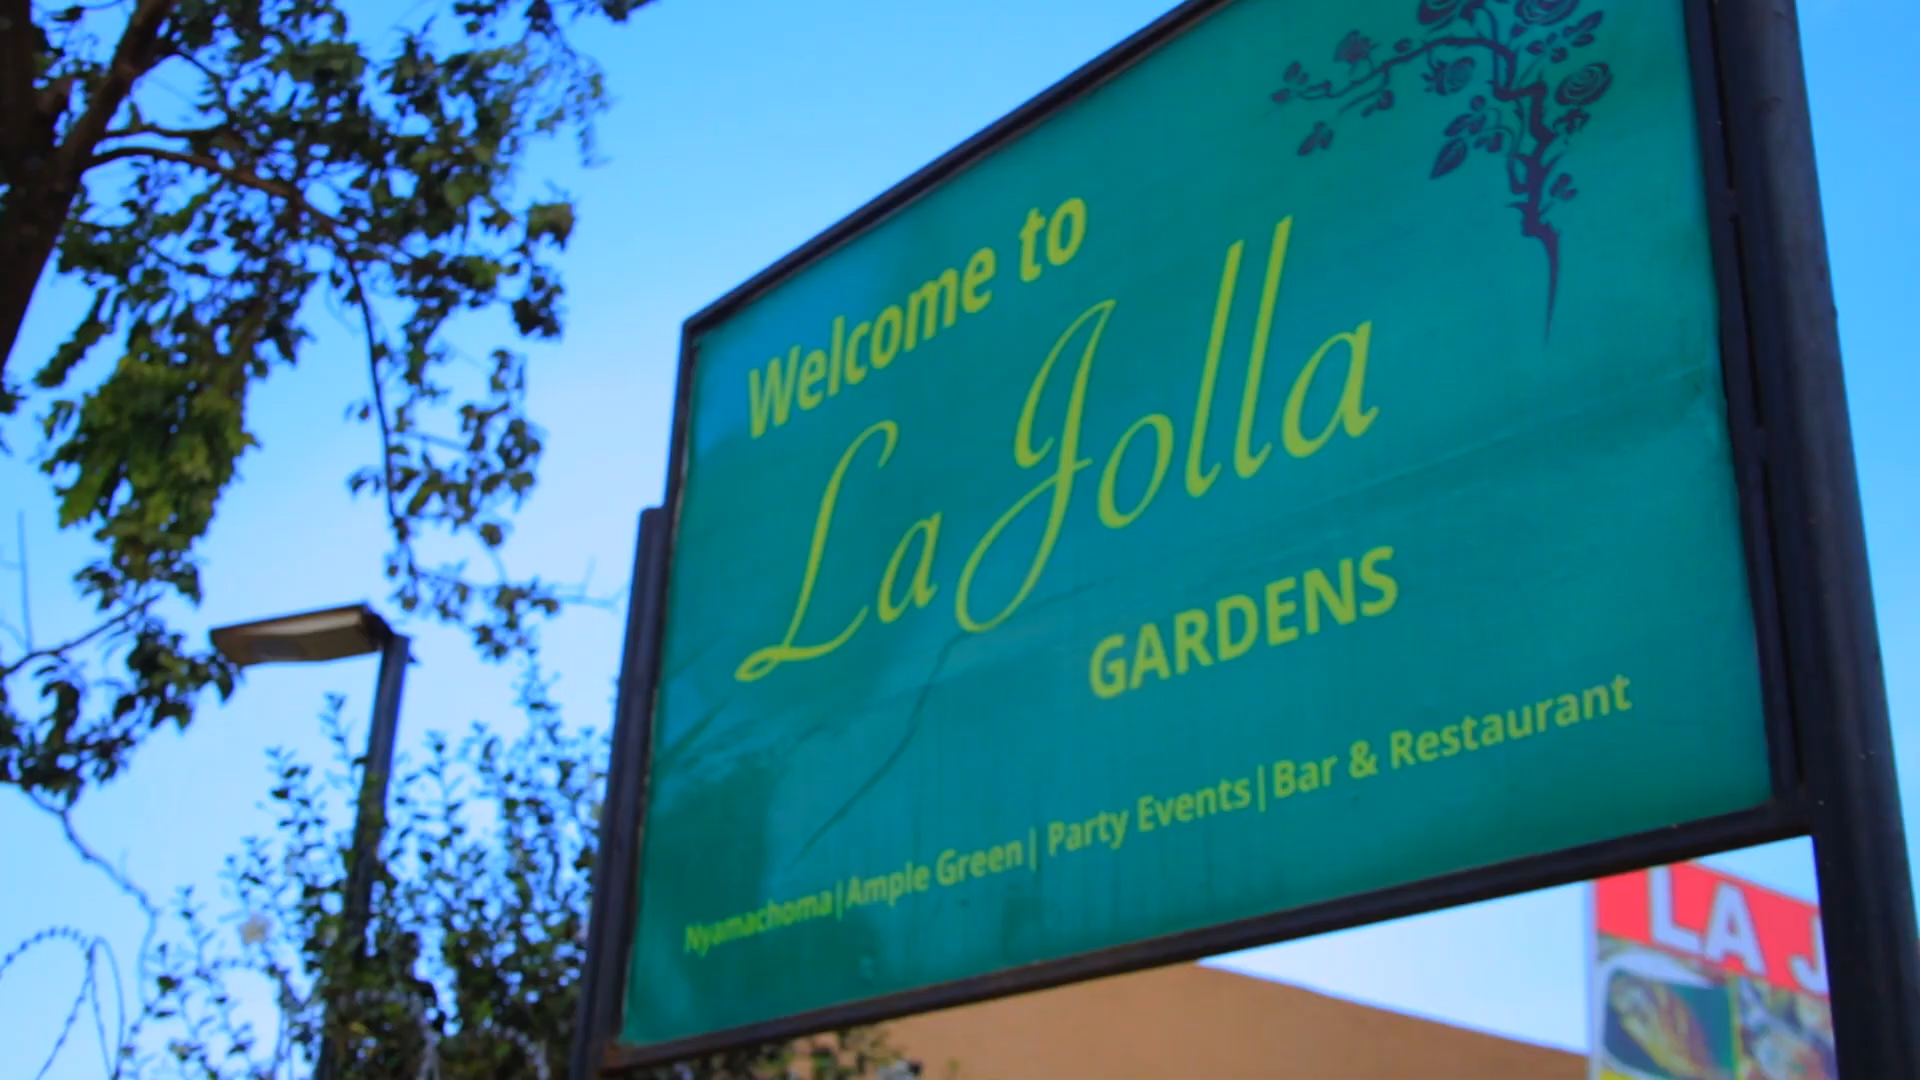 Welcome to
La Jolla
GARDENS
Nyamachoma|Ample Green| Party Events|Bar & Restaurant
LA J